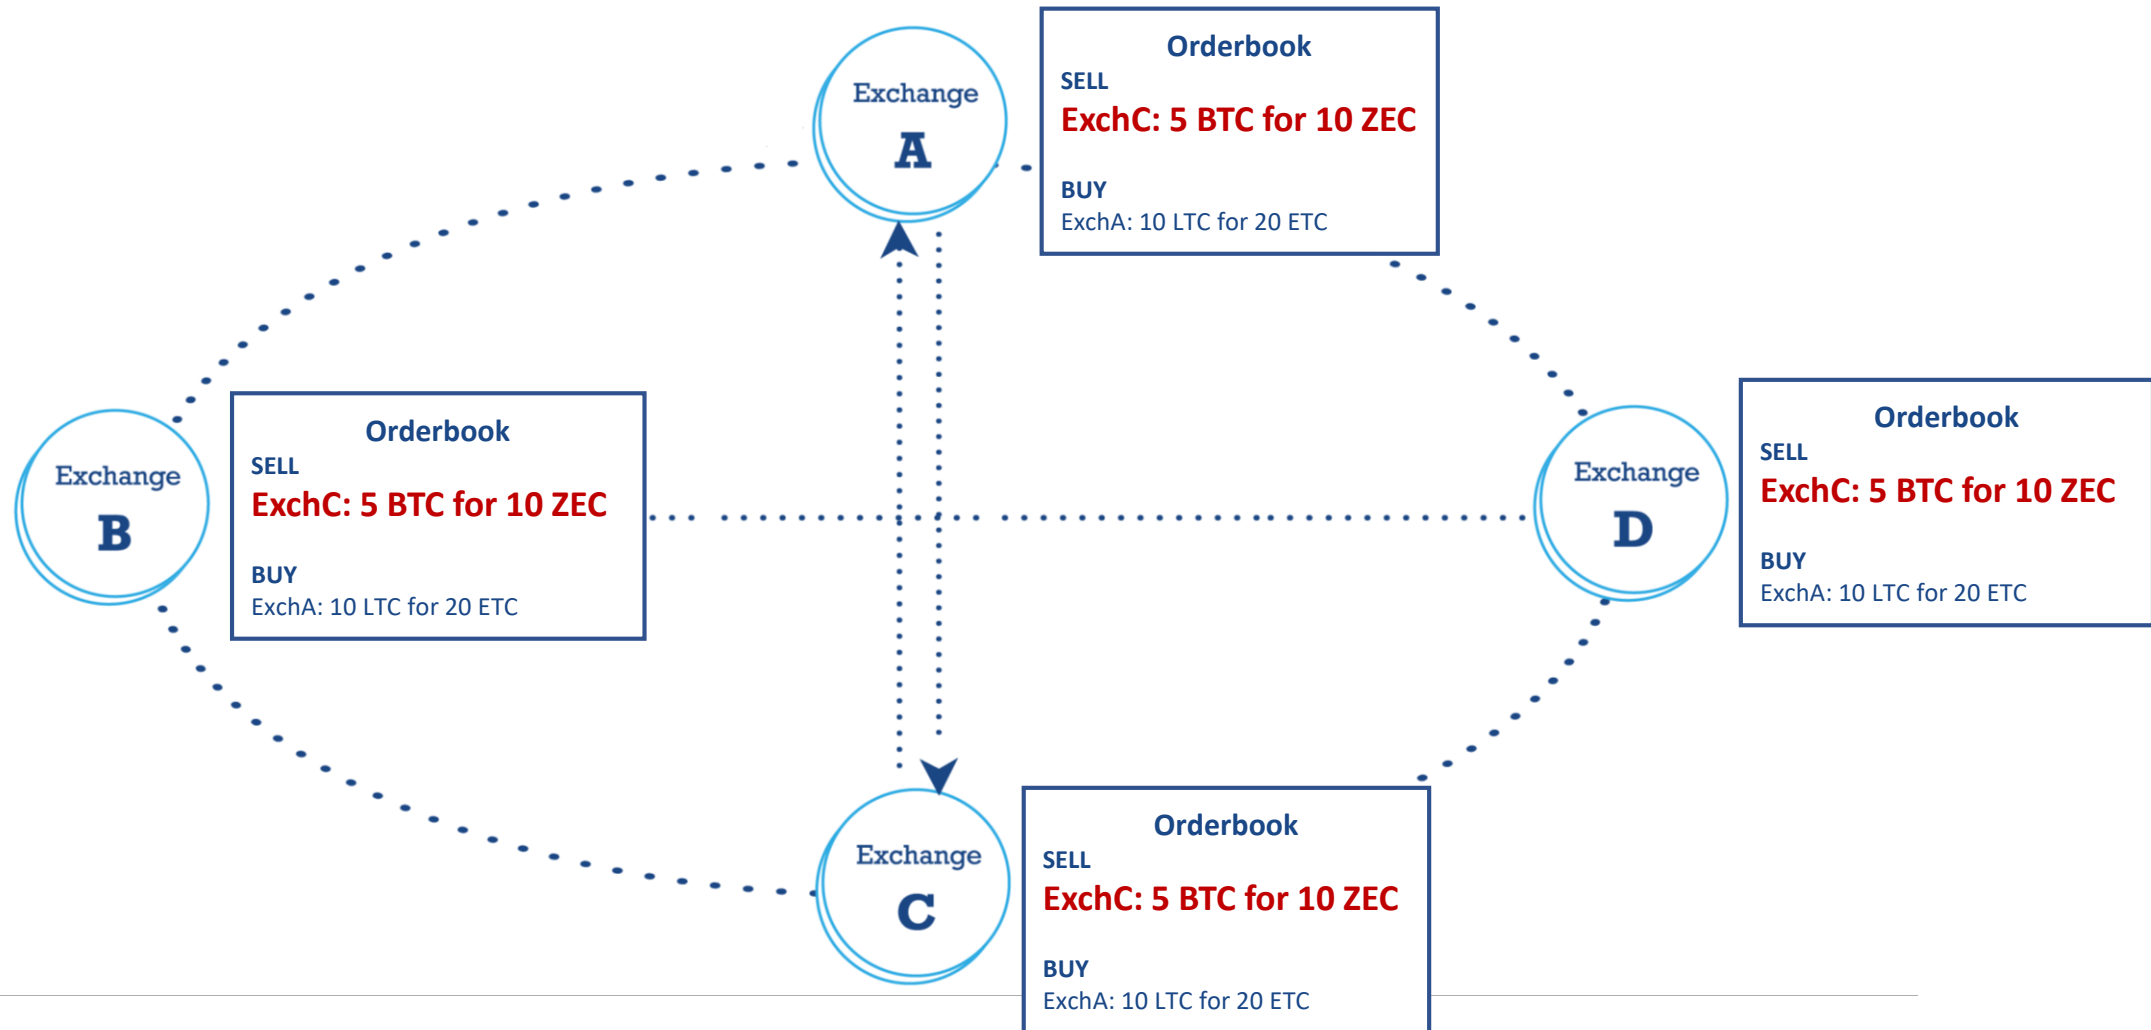 Exchange
A
Orderbook
SELL
ExchC: 5 BTC for 10 ZEC
BUY
ExchA: 10 LTC for 20 ETC
Exchange
B
Orderbook
SELL
ExchC: 5 BTC for 10 ZEC
BUY
ExchA: 10 LTC for 20 ETC
Exchange
D
Orderbook
SELL
ExchC: 5 BTC for 10 ZEC
BUY
ExchA: 10 LTC for 20 ETC
Exchange
C
Orderbook
SELL
ExchC: 5 BTC for 10 ZEC
BUY
ExchA: 10 LTC for 20 ETC